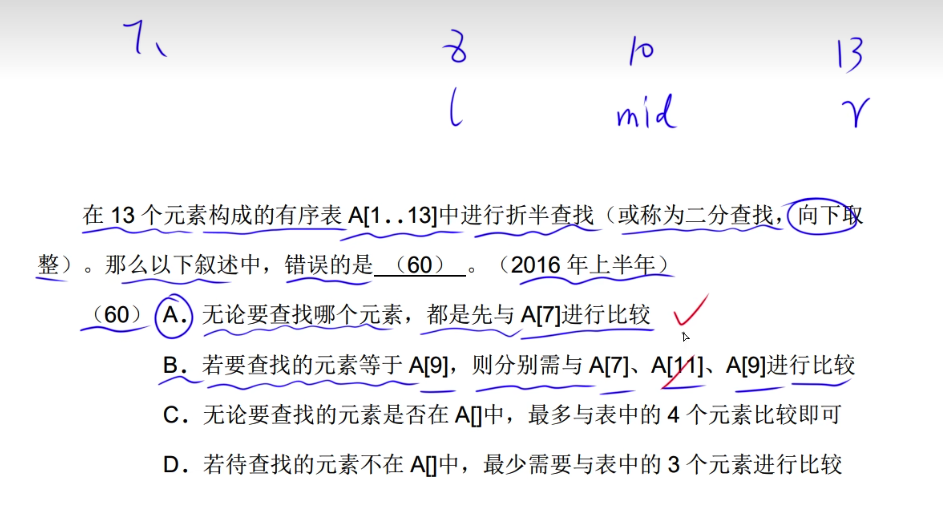 7、 8 10 13
l mid r
在 13 个元素构成的有序表 A[1..13]中进行折半查找（或称为二分查找，向下取
整）。那么以下叙述中，错误的是 （60） 。（2016 年上半年）
（60）A．无论要查找哪个元素，都是先与 A[7]进行比较
B．若要查找的元素等于 A[9]，则分别需与 A[7]、A[11]、A[9]进行比较
C．无论要查找的元素是否在 A[]中，最多与表中的 4 个元素比较即可
D．若待查找的元素不在 A[]中，最少需要与表中的 3 个元素进行比较